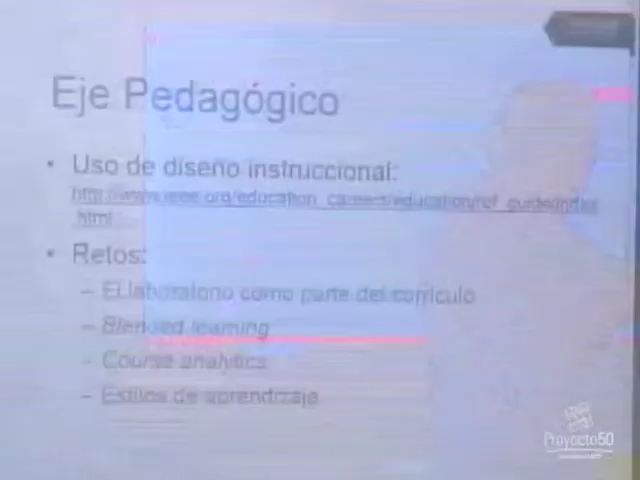 Eje Pedagógico
• Uso de diseño instruccional:
.html
• Retos:
– El laboratorio como parte del currículo
– Blended learning
– Course analytics
– Estilos de aprendizaje
Proyecto50